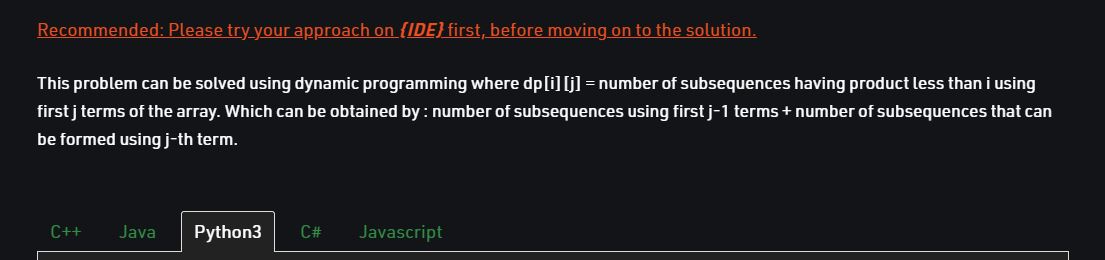 Recommended: Please try your approach on {IDE} first, before moving on to the solution.
This problem can be solved using dynamic programming where dp[i][j] = number of subsequences having product less than i using
first j terms of the array. Which can be obtained by : number of subsequences using first j-1 terms + number of subsequences that can
be formed using j-th term.
C++ Java Python3 C# Javascript